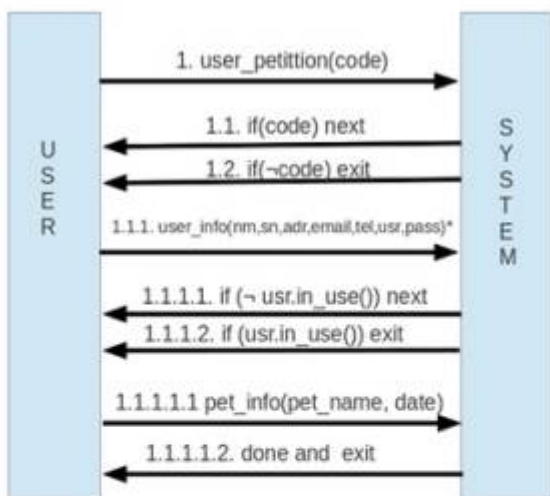 USER
1. user_petittion(code)
1.1. if(code) next
1.2. if(¬code) exit
1.1.1. user_info(nm,sn,adr,email,tel,usr,pass)*
1.1.1.1. if (¬ usr.in_use()) next
1.1.1.2. if (usr.in_use()) exit
1.1.1.1.1 pet_info(pet_name, date)
1.1.1.1.2. done and exit
SYSTEM